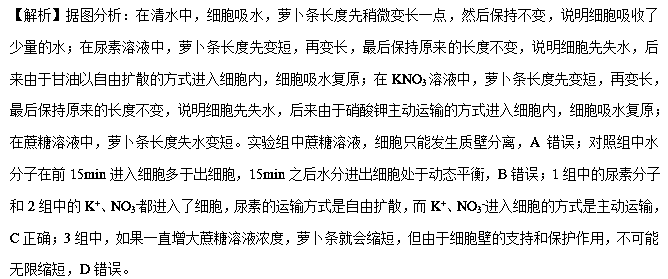 【解析】据图分析：在清水中，细胞吸水，萝卜条长度先稍微变长一点，然后保持不变，说明细胞吸收了
少量的水；在尿素溶液中，萝卜条长度先变短，再变长，最后保持原来的长度不变，说明细胞先失水，后
来由于甘油以自由扩散的方式进入细胞内，细胞吸水复原；在 KNO₃ 溶液中，萝卜条长度先变短，再变长，
最后保持原来的长度不变，说明细胞先失水，后来由于硝酸钾主动运输的方式进入细胞内，细胞吸水复原；
在蔗糖溶液中，萝卜条长度失水变短。实验组中蔗糖溶液，细胞只能发生质壁分离，A 错误；对照组中水
分子在前 15min 进入细胞多于出细胞，15min 之后水分进出细胞处于动态平衡，B 错误；1 组中的尿素分子
和 2 组中的 K⁺、NO₃⁻都进入了细胞，尿素的运输方式是自由扩散，而 K⁺、NO₃⁻进入细胞的方式是主动运输，
C 正确；3 组中，如果一直增大蔗糖溶液浓度，萝卜条就会缩短，但由于细胞壁的支持和保护作用，不可能
无限缩短，D 错误。